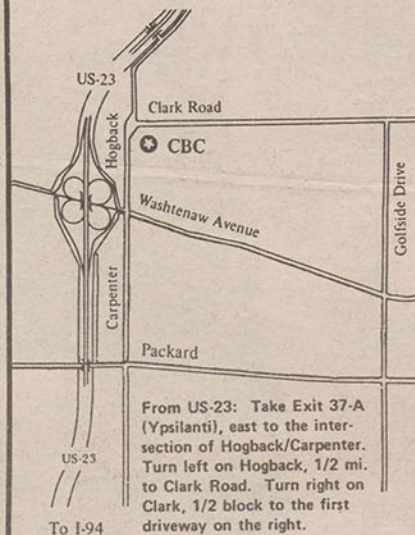 US-23
Clark Road
Hogback
CBC
Golfside Drive
Washtenaw Avenue
Carpenter
Packard
From US-23: Take Exit 37-A
(Ypsilanti), east to the inter-
section of Hogback/Carpenter.
Turn left on Hogback, 1/2 mi.
to Clark Road. Turn right on
Clark, 1/2 block to the first
driveway on the right.
US-23
To I-94